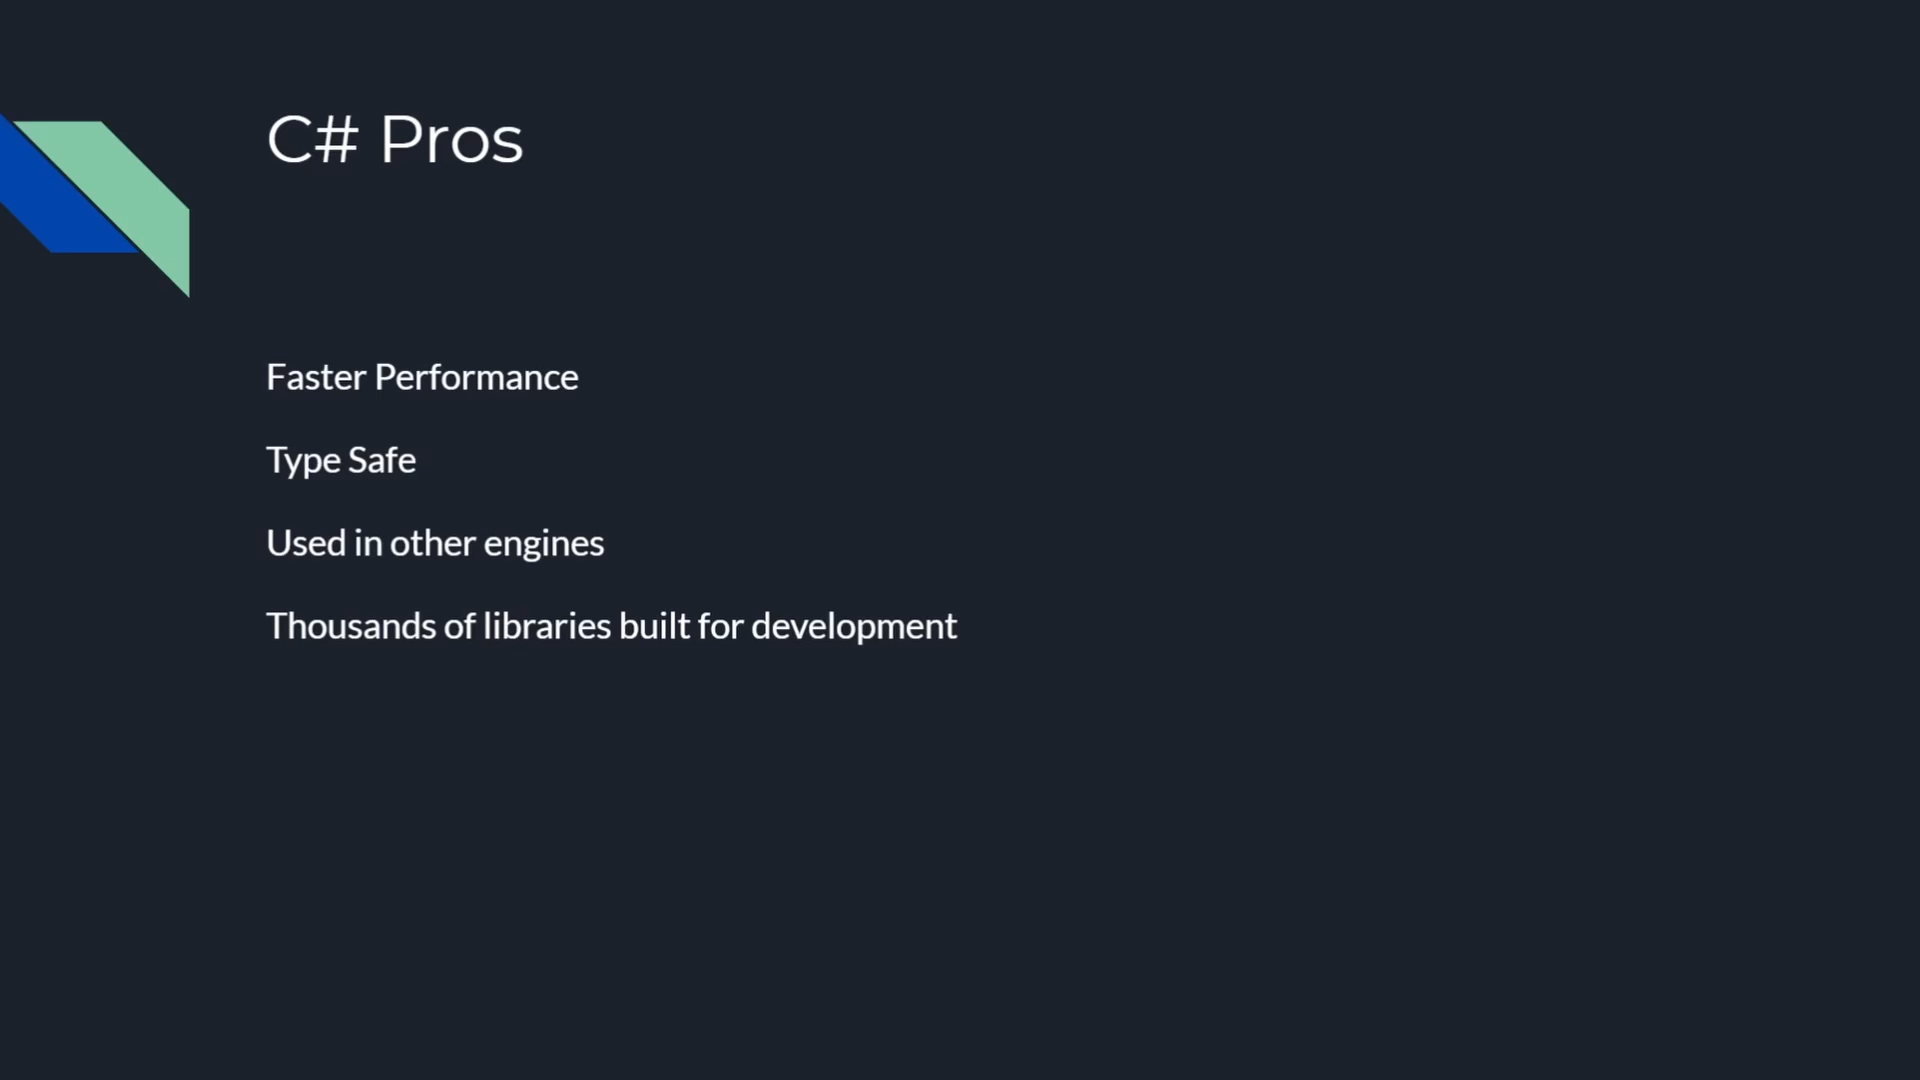 C# Pros
Faster Performance
Type Safe
Used in other engines
Thousands of libraries built for development